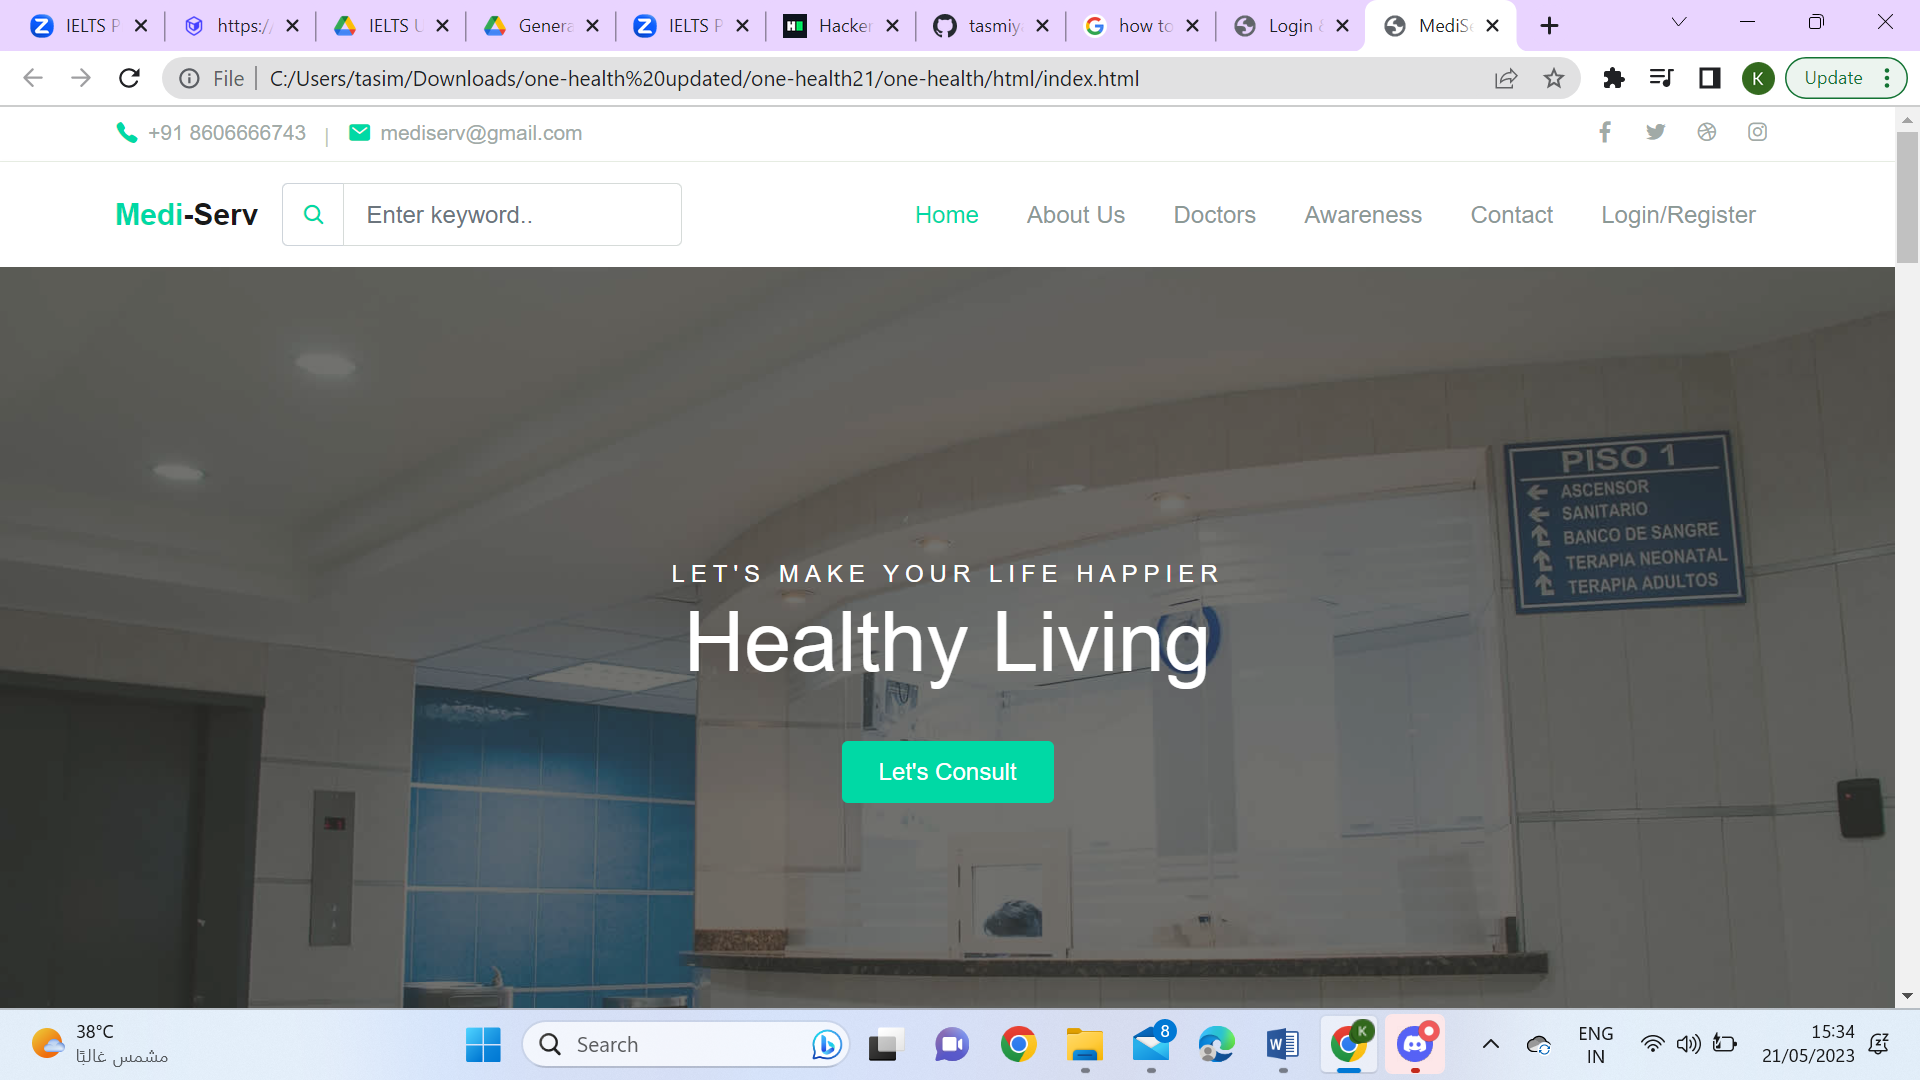 IELTS P
https:/
IELTS U
Genera
IELTS P
Hacker
tasmiy
how to
Login &
MediSe
File
C:/Users/tasim/Downloads/one-health%20updated/one-health21/one-health/html/index.html
K
Update
+91 8606666743 | mediserv@gmail.com
Medi-Serv
Enter keyword..
Home
About Us
Doctors
Awareness
Contact
Login/Register
PISO 1
ASCENSOR
SANITARIO
BANCO DE SANGRE
TERAPIA NEONATAL
TERAPIA ADULTOS
LET'S MAKE YOUR LIFE HAPPIER
Healthy Living
Let's Consult
38°C
مشمس غالبًا
Search
8
K
ENG
IN
15:34
21/05/2023